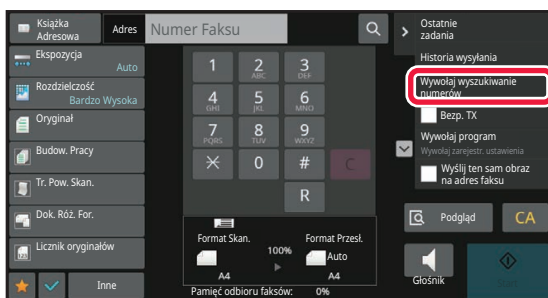 Książka
Adresowa
Adres
Numer Faksu
Ostatnie
zadania
Historia wysyłania
Wywołaj wyszukiwanie
numerów
Bezp. TX
Wywołaj program
Wywołaj zarejestr. ustawienia
Wyślij ten sam obraz
na adres faksu
Ekspozycja
Auto
Rozdzielczość
Bardzo Wysoka
Oryginał
Budow. Pracy
Tr. Pow. Skan.
Dok. Róż. For.
Licznik oryginałów
Inne
1
2
ABC
3
DEF
4
GHI
5
JKL
6
MNO
7
PQRS
8
TUV
9
WXYZ
0
#
C
R
Format Skan.
100%
Format Przesł.
Auto
A4
A4
Pamięć odbioru faksów: 0%
Podgląd
CA
Głośnik
Start